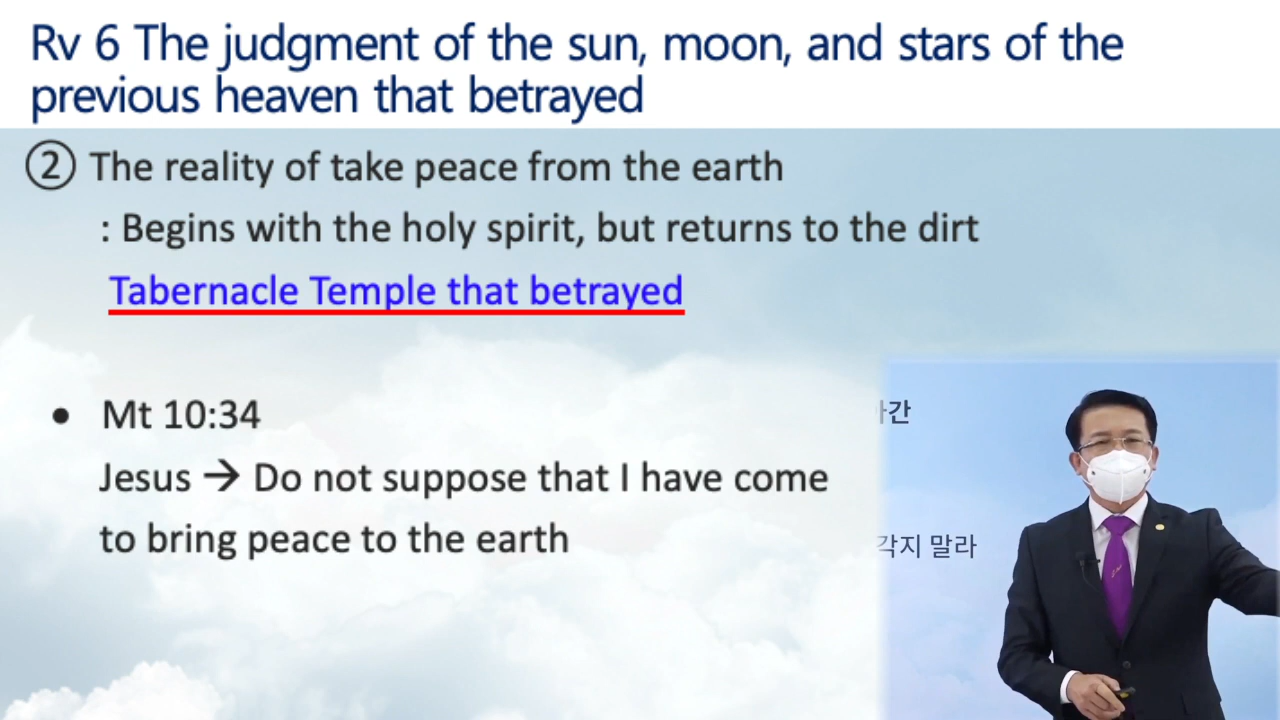 Rv 6 The judgment of the sun, moon, and stars of the
previous heaven that betrayed
② The reality of take peace from the earth
: Begins with the holy spirit, but returns to the dirt
Tabernacle Temple that betrayed
• Mt 10:34
Jesus → Do not suppose that I have come
to bring peace to the earth
간
각지 말라